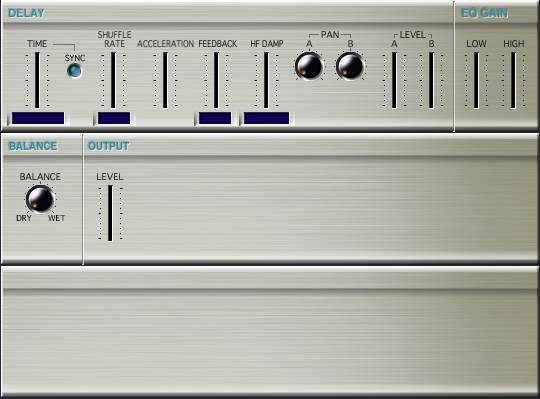 DELAY EQ GAIN
SHUFFLE PAN LEVEL
TIME RATE ACCELERATION FEEDBACK HF DAMP A B A B LOW HIGH
SYNC
BALANCE OUTPUT
BALANCE LEVEL
DRY WET